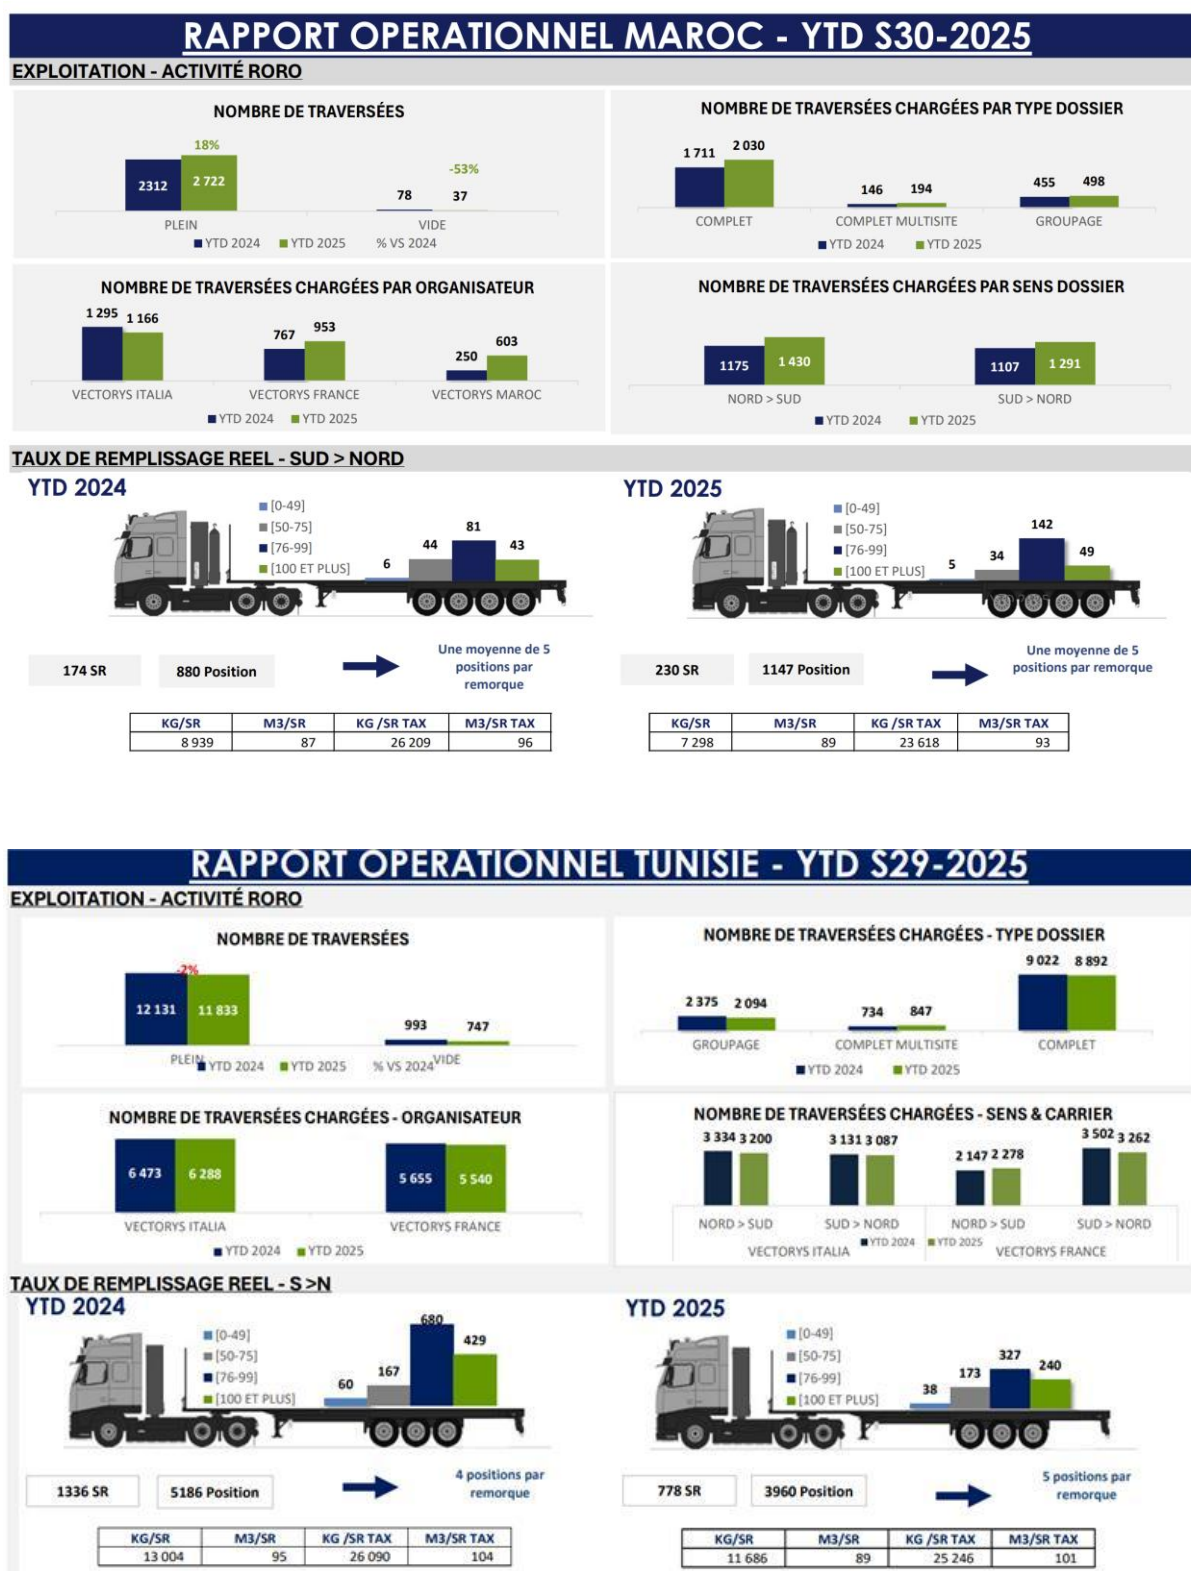 RAPPORT OPERATIONNEL MAROC - YTD S30-2025
EXPLOITATION - ACTIVITÉ RORO
NOMBRE DE TRAVERSÉES
18%
-53%
2312 2 722 78 37
PLEIN VIDE
YTD 2024 YTD 2025 % VS 2024
NOMBRE DE TRAVERSÉES CHARGÉES PAR TYPE DOSSIER
1 711 2 030 146 194 455 498
COMPLET COMPLET MULTISITE GROUPAGE
YTD 2024 YTD 2025
NOMBRE DE TRAVERSÉES CHARGÉES PAR ORGANISATEUR
1 295 1 166 767 953 250 603
VECTORYS ITALIA VECTORYS FRANCE VECTORYS MAROC
YTD 2024 YTD 2025
NOMBRE DE TRAVERSÉES CHARGÉES PAR SENS DOSSIER
1175 1 430 1107 1 291
NORD > SUD SUD > NORD
YTD 2024 YTD 2025
TAUX DE REMPLISSAGE REEL - SUD > NORD
YTD 2024
[0-49]
[50-75]
[76-99]
[100 ET PLUS]
6 44 81 43
174 SR 880 Position
Une moyenne de 5
positions par
remorque
KG/SR M3/SR KG /SR TAX M3/SR TAX
8 939 87 26 209 96
YTD 2025
[0-49]
[50-75]
[76-99]
[100 ET PLUS]
5 34 142 49
230 SR 1147 Position
Une moyenne de 5
positions par remorque
KG/SR M3/SR KG /SR TAX M3/SR TAX
7 298 89 23 618 93
RAPPORT OPERATIONNEL TUNISIE - YTD S29-2025
EXPLOITATION - ACTIVITÉ RORO
NOMBRE DE TRAVERSÉES
-2%
12 131 11 833 993 747
PLEIN VIDE
YTD 2024 YTD 2025 % VS 2024
NOMBRE DE TRAVERSÉES CHARGÉES - TYPE DOSSIER
2 375 2 094 734 847 9 022 8 892
GROUPAGE COMPLET MULTISITE COMPLET
YTD 2024 YTD 2025
NOMBRE DE TRAVERSÉES CHARGÉES - ORGANISATEUR
6 473 6 288 5 655 5 540
VECTORYS ITALIA VECTORYS FRANCE
YTD 2024 YTD 2025
NOMBRE DE TRAVERSÉES CHARGÉES - SENS & CARRIER
3 334 3 200 3 131 3 087 2 147 2 278 3 502 3 262
NORD > SUD SUD > NORD NORD > SUD SUD > NORD
YTD 2024 YTD 2025
VECTORYS ITALIA VECTORYS FRANCE
TAUX DE REMPLISSAGE REEL - S >N
YTD 2024
[0-49]
[50-75]
[76-99]
[100 ET PLUS]
60 167 680 429
1336 SR 5186 Position
4 positions par
remorque
KG/SR M3/SR KG /SR TAX M3/SR TAX
13 004 95 26 090 104
YTD 2025
[0-49]
[50-75]
[76-99]
[100 ET PLUS]
38 173 327 240
778 SR 3960 Position
5 positions par
remorque
KG/SR M3/SR KG /SR TAX M3/SR TAX
11 686 89 25 246 101